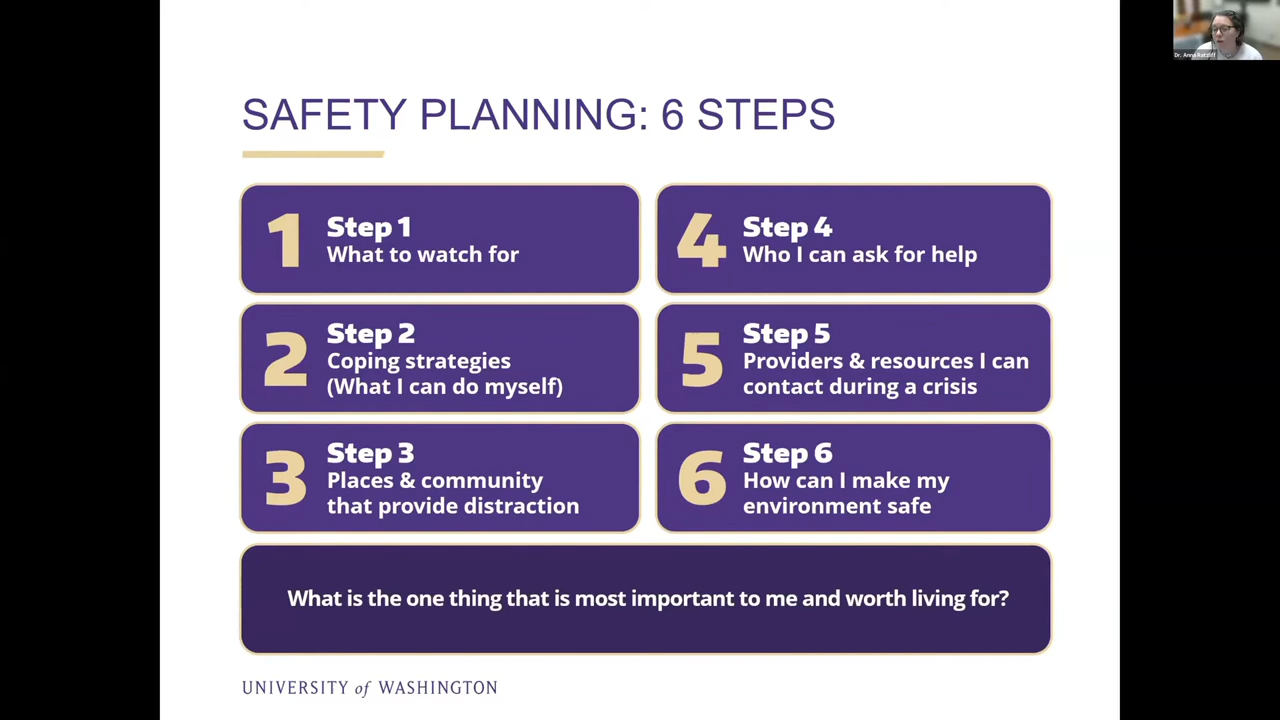 Dr. Anna Ratzliff
SAFETY PLANNING: 6 STEPS
1
Step 1
What to watch for
2
Step 2
Coping strategies
(What I can do myself)
3
Step 3
Places & community
that provide distraction
4
Step 4
Who I can ask for help
5
Step 5
Providers & resources I can
contact during a crisis
6
Step 6
How can I make my
environment safe
What is the one thing that is most important to me and worth living for?
UNIVERSITY of WASHINGTON